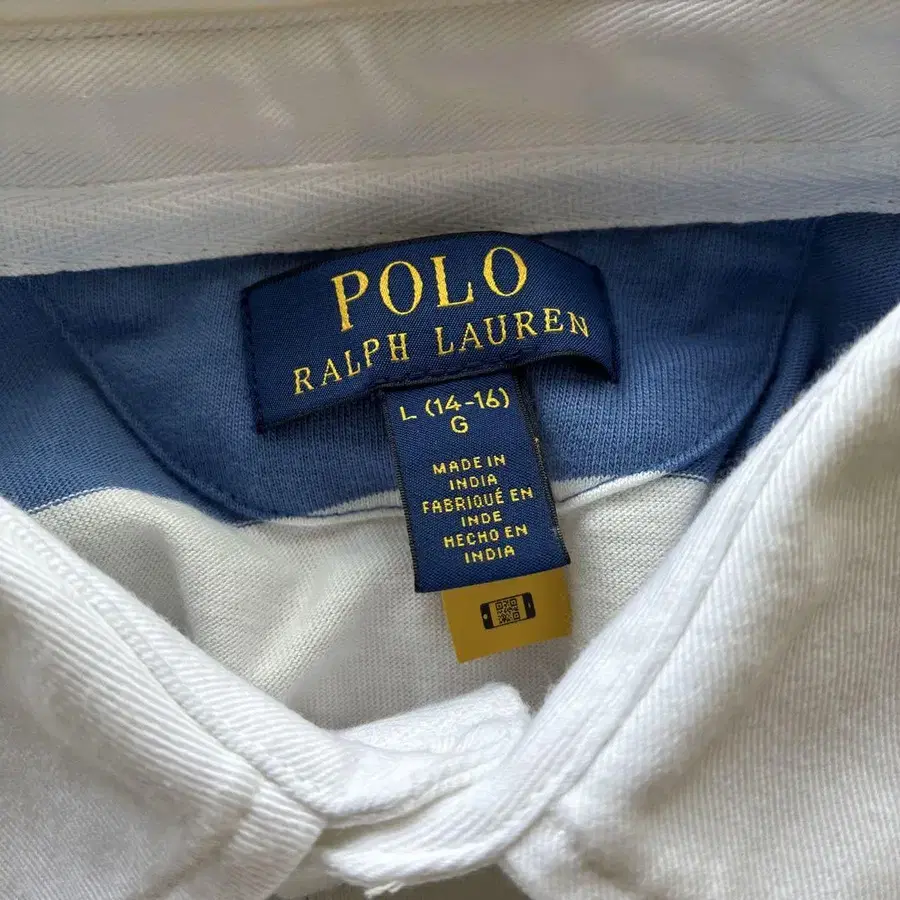 POLO
RALPH LAUREN
L (14-16)
G
MADE IN
INDIA
FABRIQUÉ EN
INDE
HECHO EN
INDIA